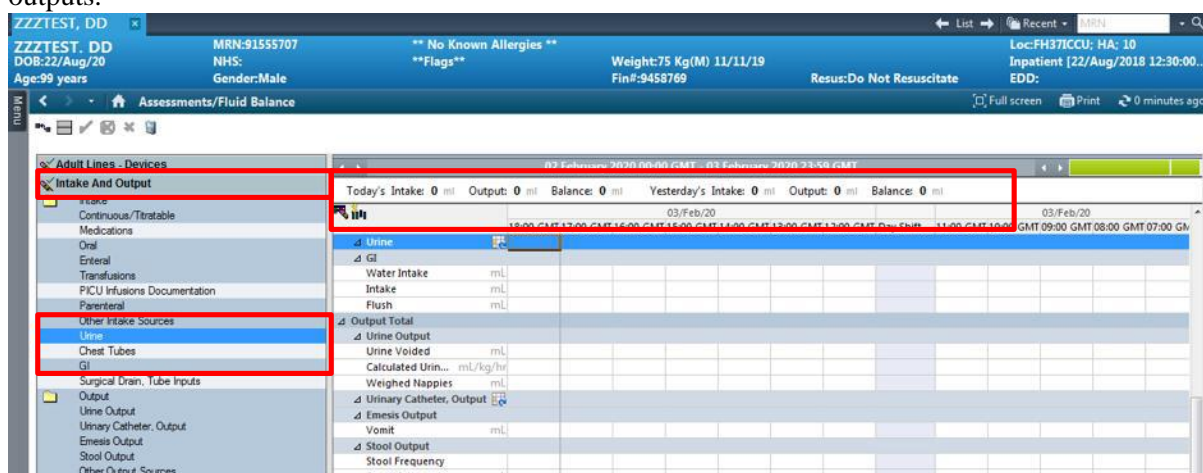 outputs.
ZZZTEST, DD
List
Recent
MRN
ZZZTEST. DD
MRN:91555707
** No Known Allergies **
Loc:FH37ICCU; HA; 10
DOB:22/Aug/20
NHS:
**Flags**
Weight:75 Kg(M) 11/11/19
Inpatient [22/Aug/2018 12:30:00..
Age:99 years
Gender:Male
Fin#:9458769
Resus:Do Not Resuscitate
EDD:
Menu
Assessments/Fluid Balance
Full screen
Print
0 minutes ago
Adult Lines - Devices
02 February 2020 00:00 GMT - 03 February 2020 23:59 GMT
Intake And Output
Today's Intake: 0 ml Output: 0 ml Balance: 0 ml Yesterday's Intake: 0 ml Output: 0 ml Balance: 0 ml
Intake
Continuous/Titratable
Medications
Oral
Enteral
Transfusions
PICU Infusions Documentation
Parenteral
Other Intake Sources
Urine
Chest Tubes
GI
Surgical Drain, Tube Inputs
Output
Urine Output
Urinary Catheter, Output
Emesis Output
Stool Output
Other Output Sources
03/Feb/20
03/Feb/20
18:00 GMT 17:00 GMT 16:00 GMT 15:00 GMT 14:00 GMT 13:00 GMT 12:00 GMT Day Shift 11:00 GMT 10:00 GMT 09:00 GMT 08:00 GMT 07:00 GM
Urine
GI
Water Intake mL
Intake mL
Flush mL
Output Total
Urine Output
Urine Voided mL
Calculated Urin... mL/kg/hr
Weighed Nappies mL
Urinary Catheter, Output
Emesis Output
Vomit mL
Stool Output
Stool Frequency